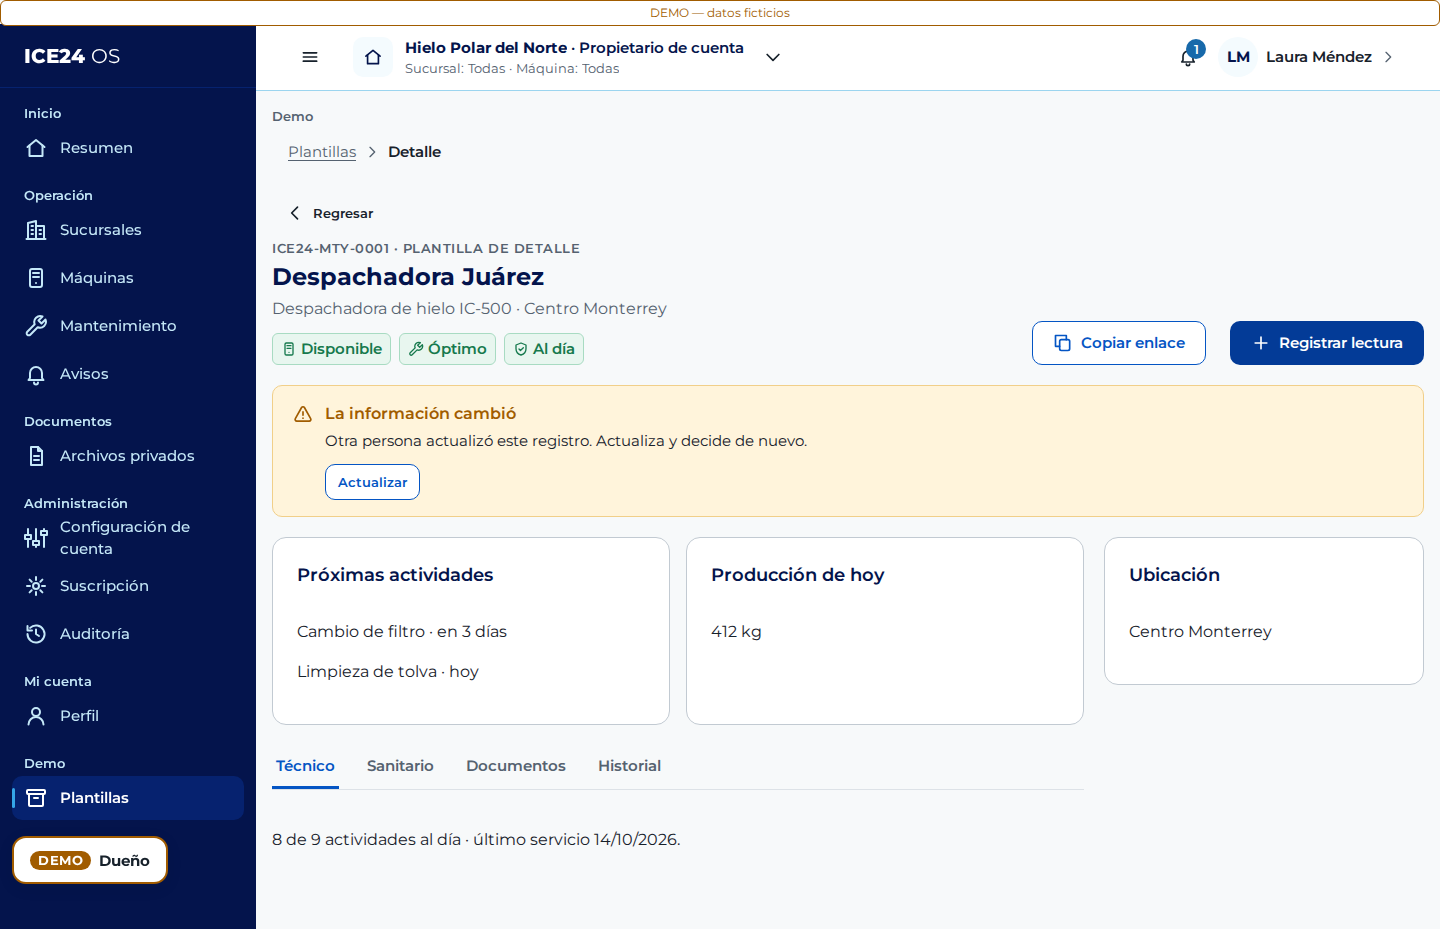 DEMO — datos ficticios
ICE24 OS
Inicio
Resumen
Operación
Sucursales
Máquinas
Mantenimiento
Avisos
Documentos
Archivos privados
Administración
Configuración de
cuenta
Suscripción
Auditoría
Mi cuenta
Perfil
Demo
Plantillas
DEMO Dueño
Hielo Polar del Norte · Propietario de cuenta
Sucursal: Todas · Máquina: Todas
1
LM Laura Méndez
Demo
Plantillas Detalle
Regresar
ICE24-MTY-0001 · PLANTILLA DE DETALLE
Despachadora Juárez
Despachadora de hielo IC-500 · Centro Monterrey
Disponible Óptimo Al día
Copiar enlace Registrar lectura
La información cambió
Otra persona actualizó este registro. Actualiza y decide de nuevo.
Actualizar
Próximas actividades
Cambio de filtro · en 3 días
Limpieza de tolva · hoy
Producción de hoy
412 kg
Ubicación
Centro Monterrey
Técnico Sanitario Documentos Historial
8 de 9 actividades al día · último servicio 14/10/2026.